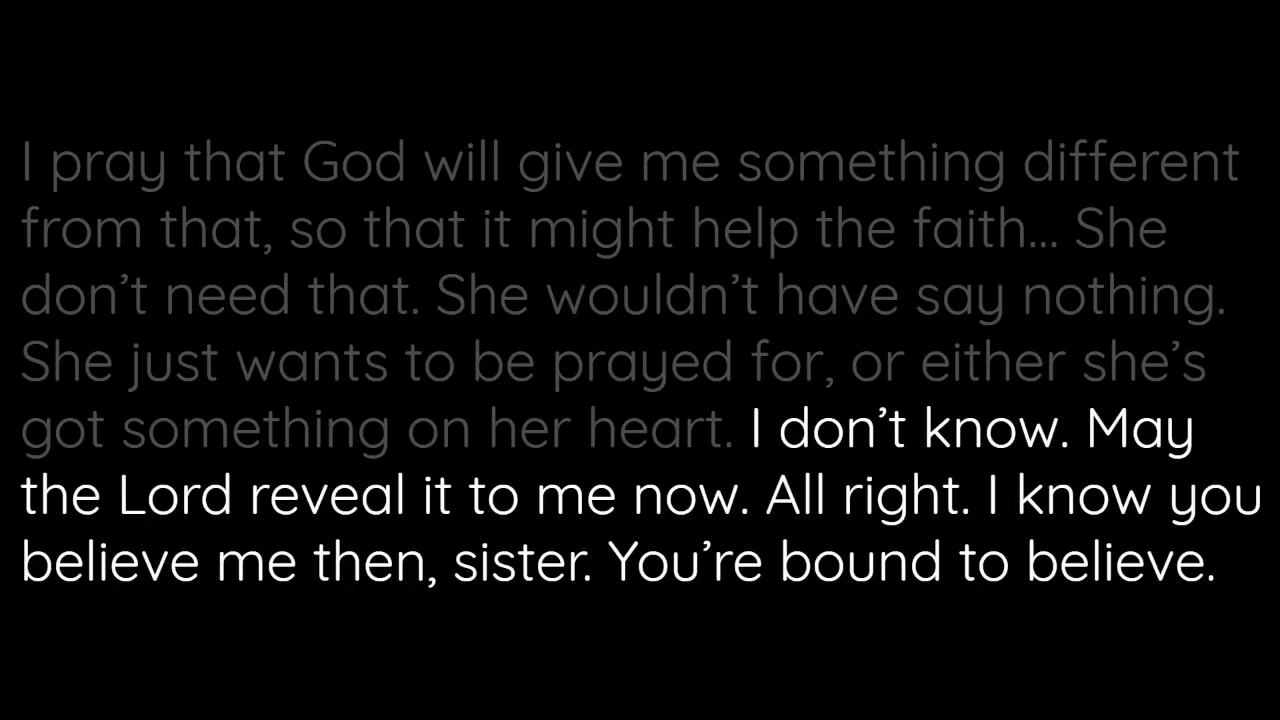 I pray that God will give me something different
from that, so that it might help the faith... She
don’t need that. She wouldn’t have say nothing.
She just wants to be prayed for, or either she’s
got something on her heart. I don’t know. May
the Lord reveal it to me now. All right. I know you
believe me then, sister. You’re bound to believe.